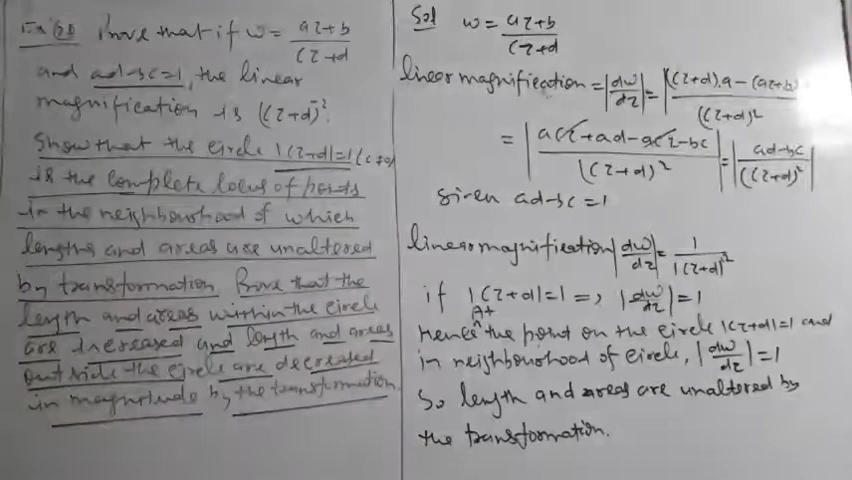 Prove that if w = az+b
cz+d
and ad-bc=1, the linear
magnification is |(cz+d)^-2|.
Show that the circle |cz+d|=1 (c≠0)
is the complete locus of points
in the neighbourhood of which
lengths and areas are unaltered
by transformation. Prove that the
length and areas within the circle
are increased and length and areas
out side the circle are decreased
in magnitude by the transformation.
Sol w = az+b
cz+d
linear magnification = |dw/dz| = |(cz+d).a - (az+b)
(cz+d)^2
= |acz+ad-acz-bc| / |(cz+d)^2| = |ad-bc / (cz+d)^2|
given ad-bc=1
linear magnification |dw/dz| = 1 / |(cz+d)^2|
if |cz+d|=1 =, |dw/dz|=1
At
Hence the point on the circle |cz+d|=1 and
in neighbourhood of circle, |dw/dz|=1
So length and areas are unaltered by
the transformation.